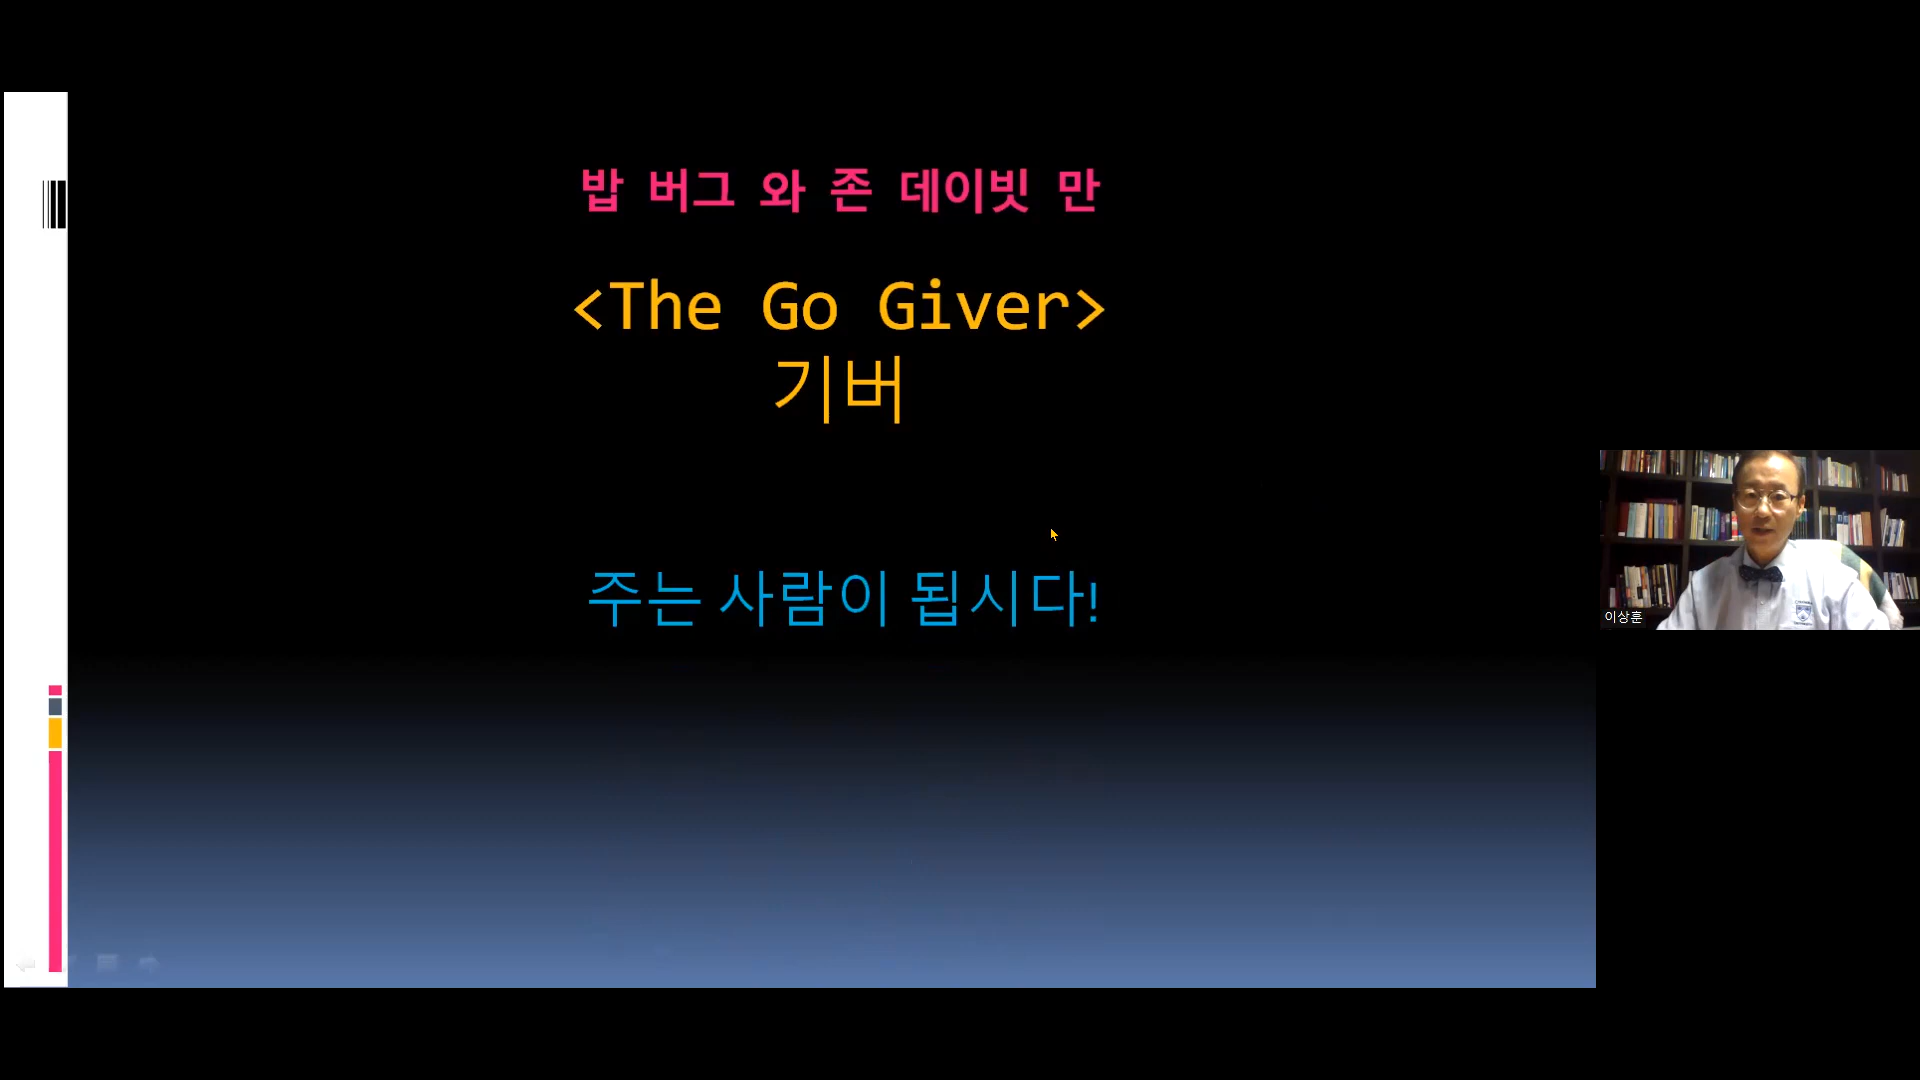 밥 버그 와 존 데이빗 만
<The Go Giver>
기버
주는 사람이 됩시다!
이상훈